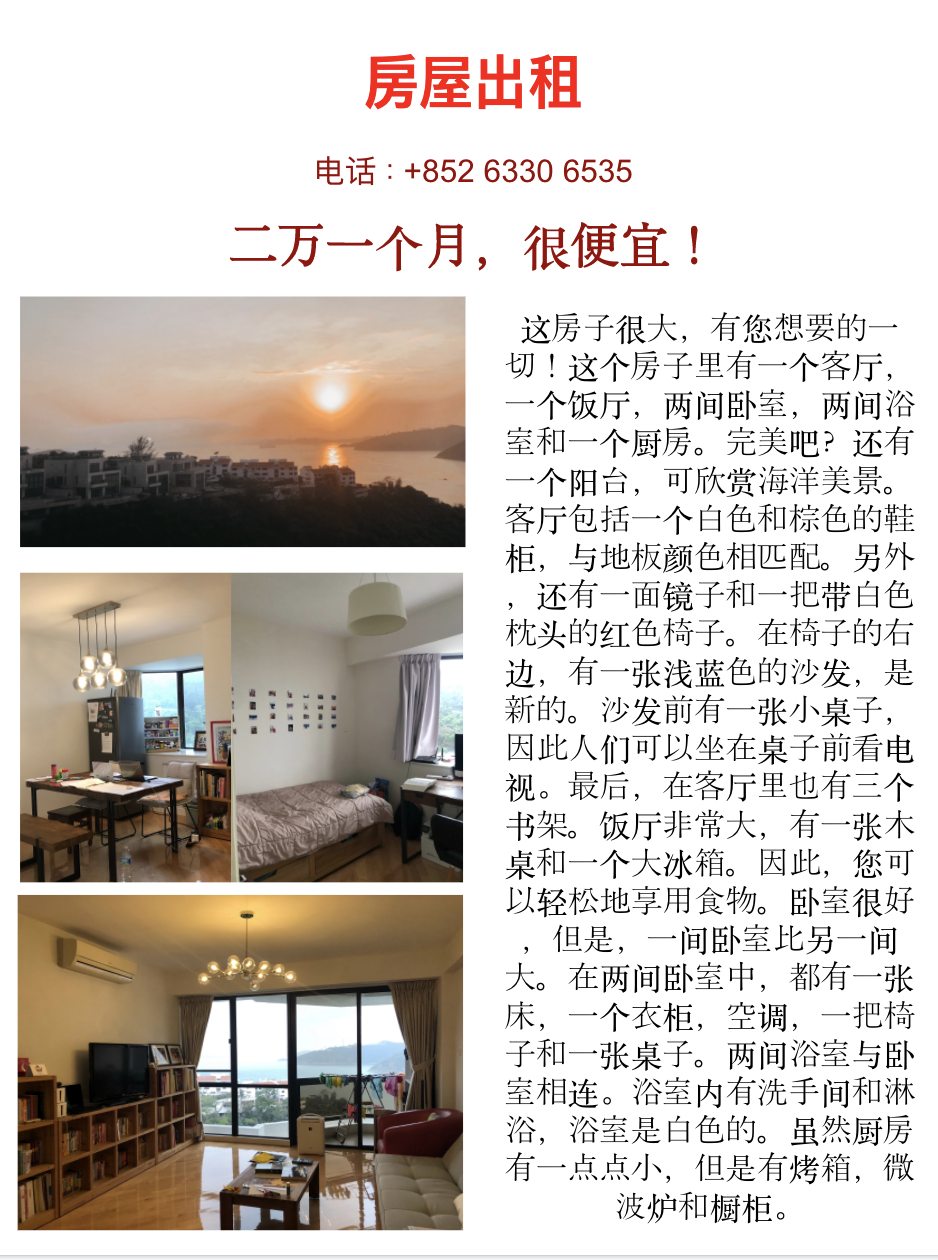 房屋出租
电话：+852 6330 6535
二万一个月，很便宜！
这房子很大，有您想要的一
切！这个房子里有一个客厅，
一个饭厅，两间卧室，两间浴
室和一个厨房。完美吧？还有
一个阳台，可欣赏海洋美景。
客厅包括一个白色和棕色的鞋
柜，与地板颜色相匹配。另外
，还有一面镜子和一把带白色
枕头的红色椅子。在椅子的右
边，有一张浅蓝色的沙发，是
新的。沙发前有一张小桌子，
因此人们可以坐在桌子前看电
视。最后，在客厅里也有三个
书架。饭厅非常大，有一张木
桌和一个大冰箱。因此，您可
以轻松地享用食物。卧室很好
，但是，一间卧室比另一间
大。在两间卧室中，都有一张
床，一个衣柜，空调，一把椅
子和一张桌子。两间浴室与卧
室相连。浴室内有洗手间和淋
浴，浴室是白色的。虽然厨房
有一点点小，但是有烤箱，微
波炉和橱柜。